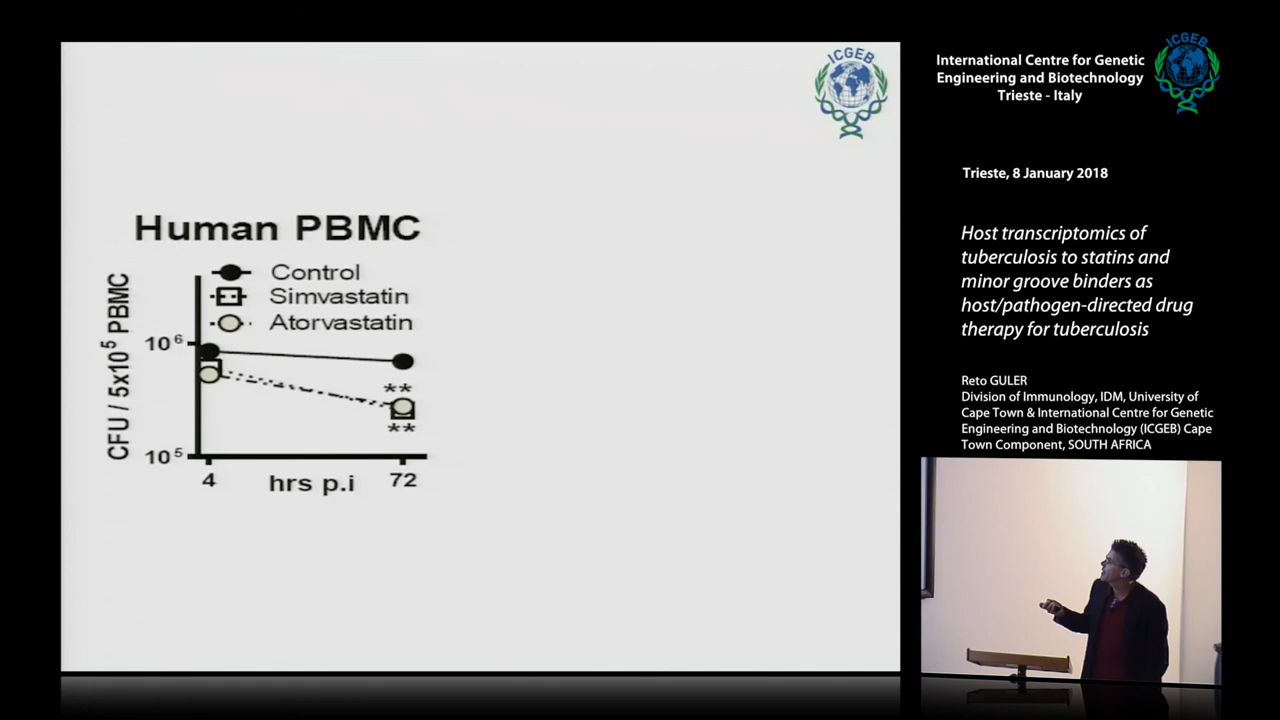 ICGEB
Human PBMC
Control
Simvastatin
Atorvastatin
CFU / 5x10⁵ PBMC
10⁶
10⁵
**
**
4
hrs p.i
72
International Centre for Genetic
Engineering and Biotechnology
Trieste - Italy
ICGEB
Trieste, 8 January 2018
Host transcriptomics of
tuberculosis to statins and
minor groove binders as
host/pathogen-directed drug
therapy for tuberculosis
Reto GULER
Division of Immunology, IDM, University of
Cape Town & International Centre for Genetic
Engineering and Biotechnology (ICGEB) Cape
Town Component, SOUTH AFRICA